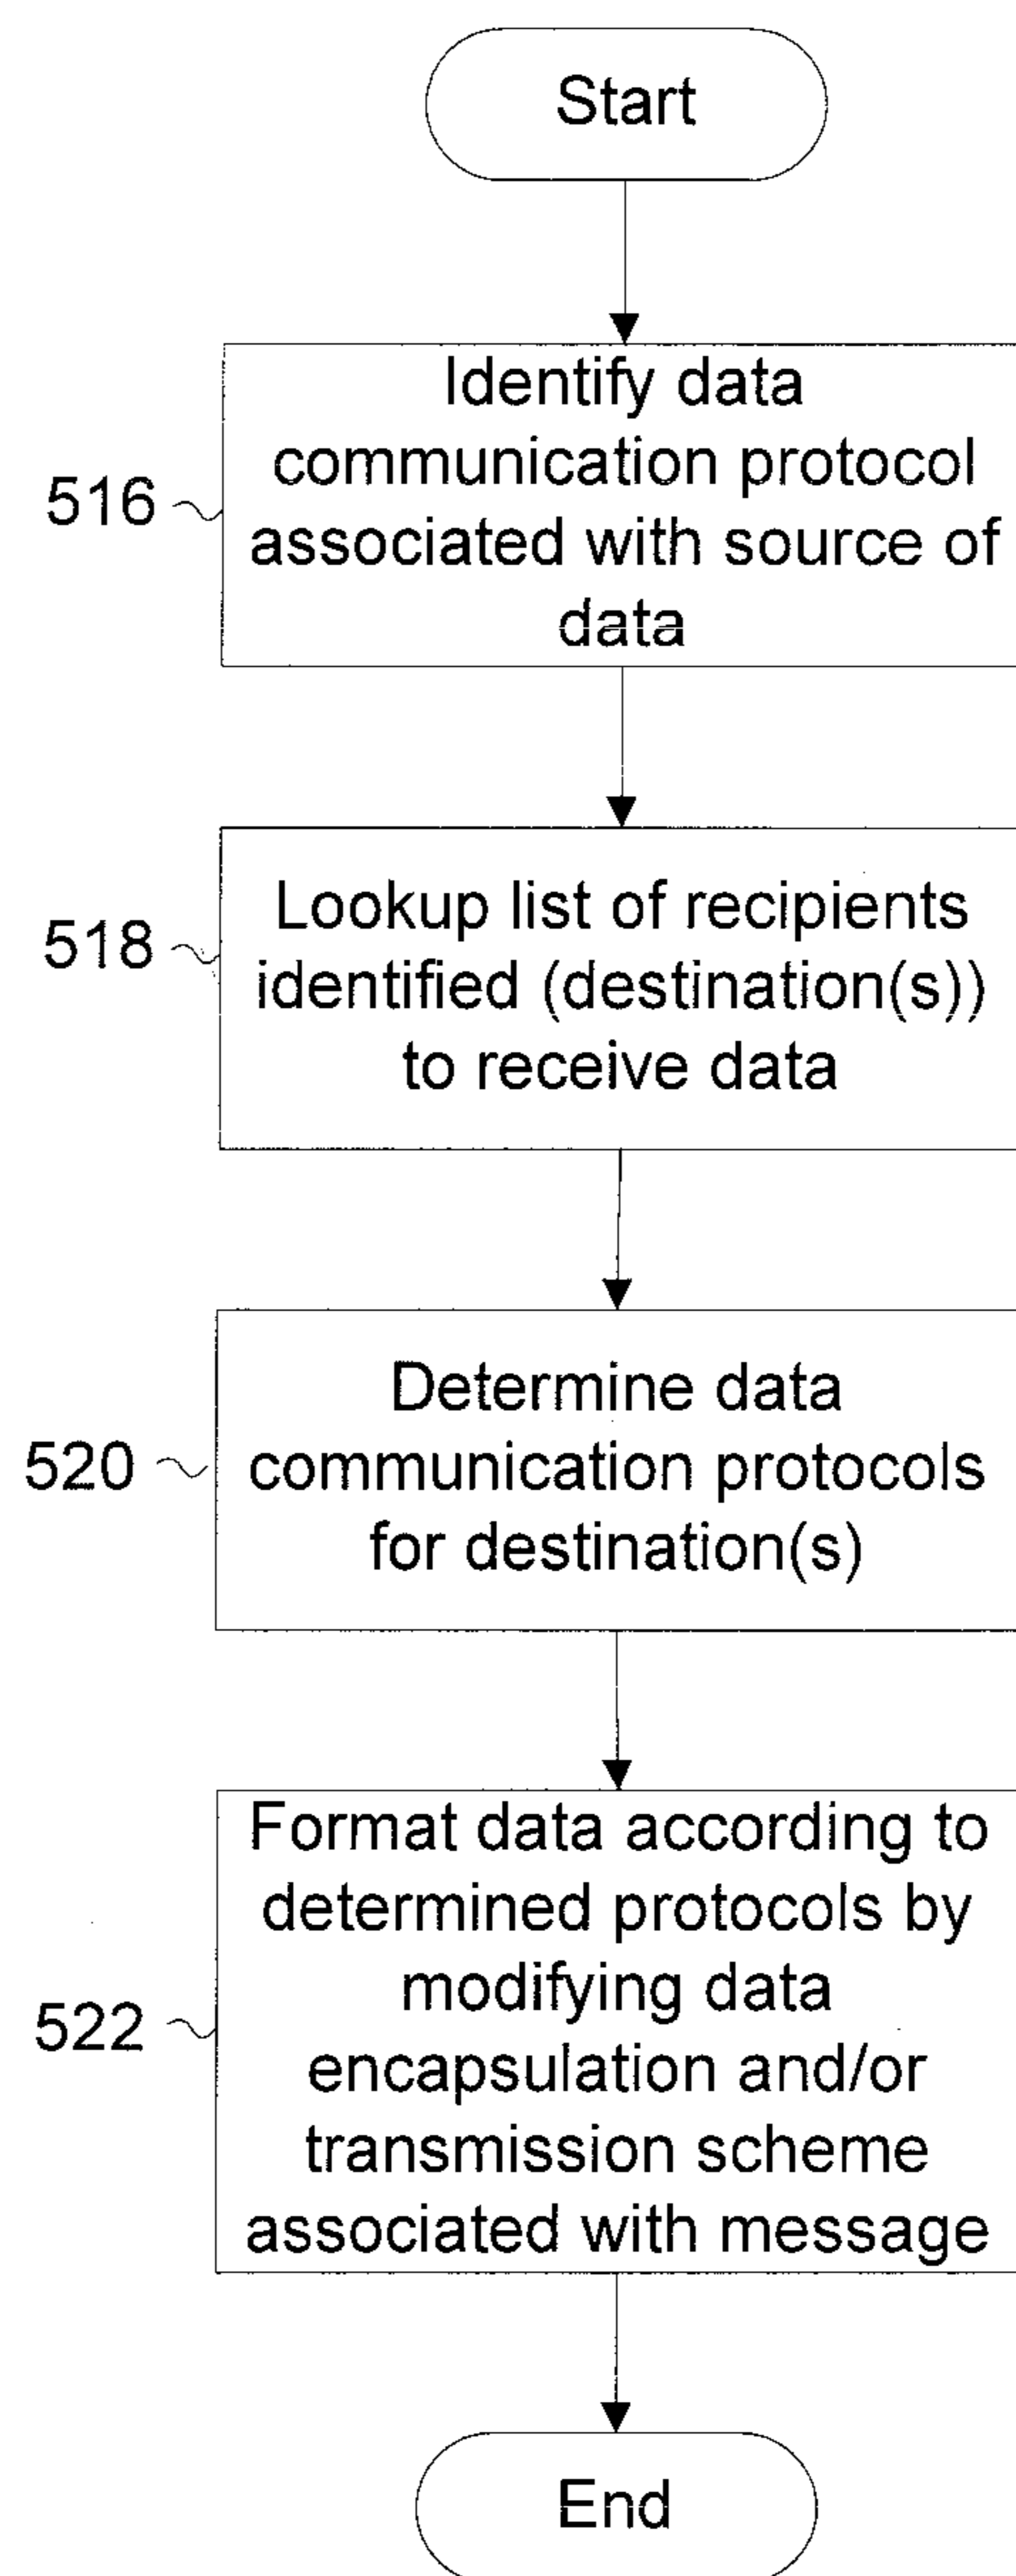 Start
Identify data
communication protocol
associated with source of
data
516
Lookup list of recipients
identified (destination(s))
to receive data
518
Determine data
communication protocols
for destination(s)
520
Format data according to
determined protocols by
modifying data
encapsulation and/or
transmission scheme
associated with message
522
End